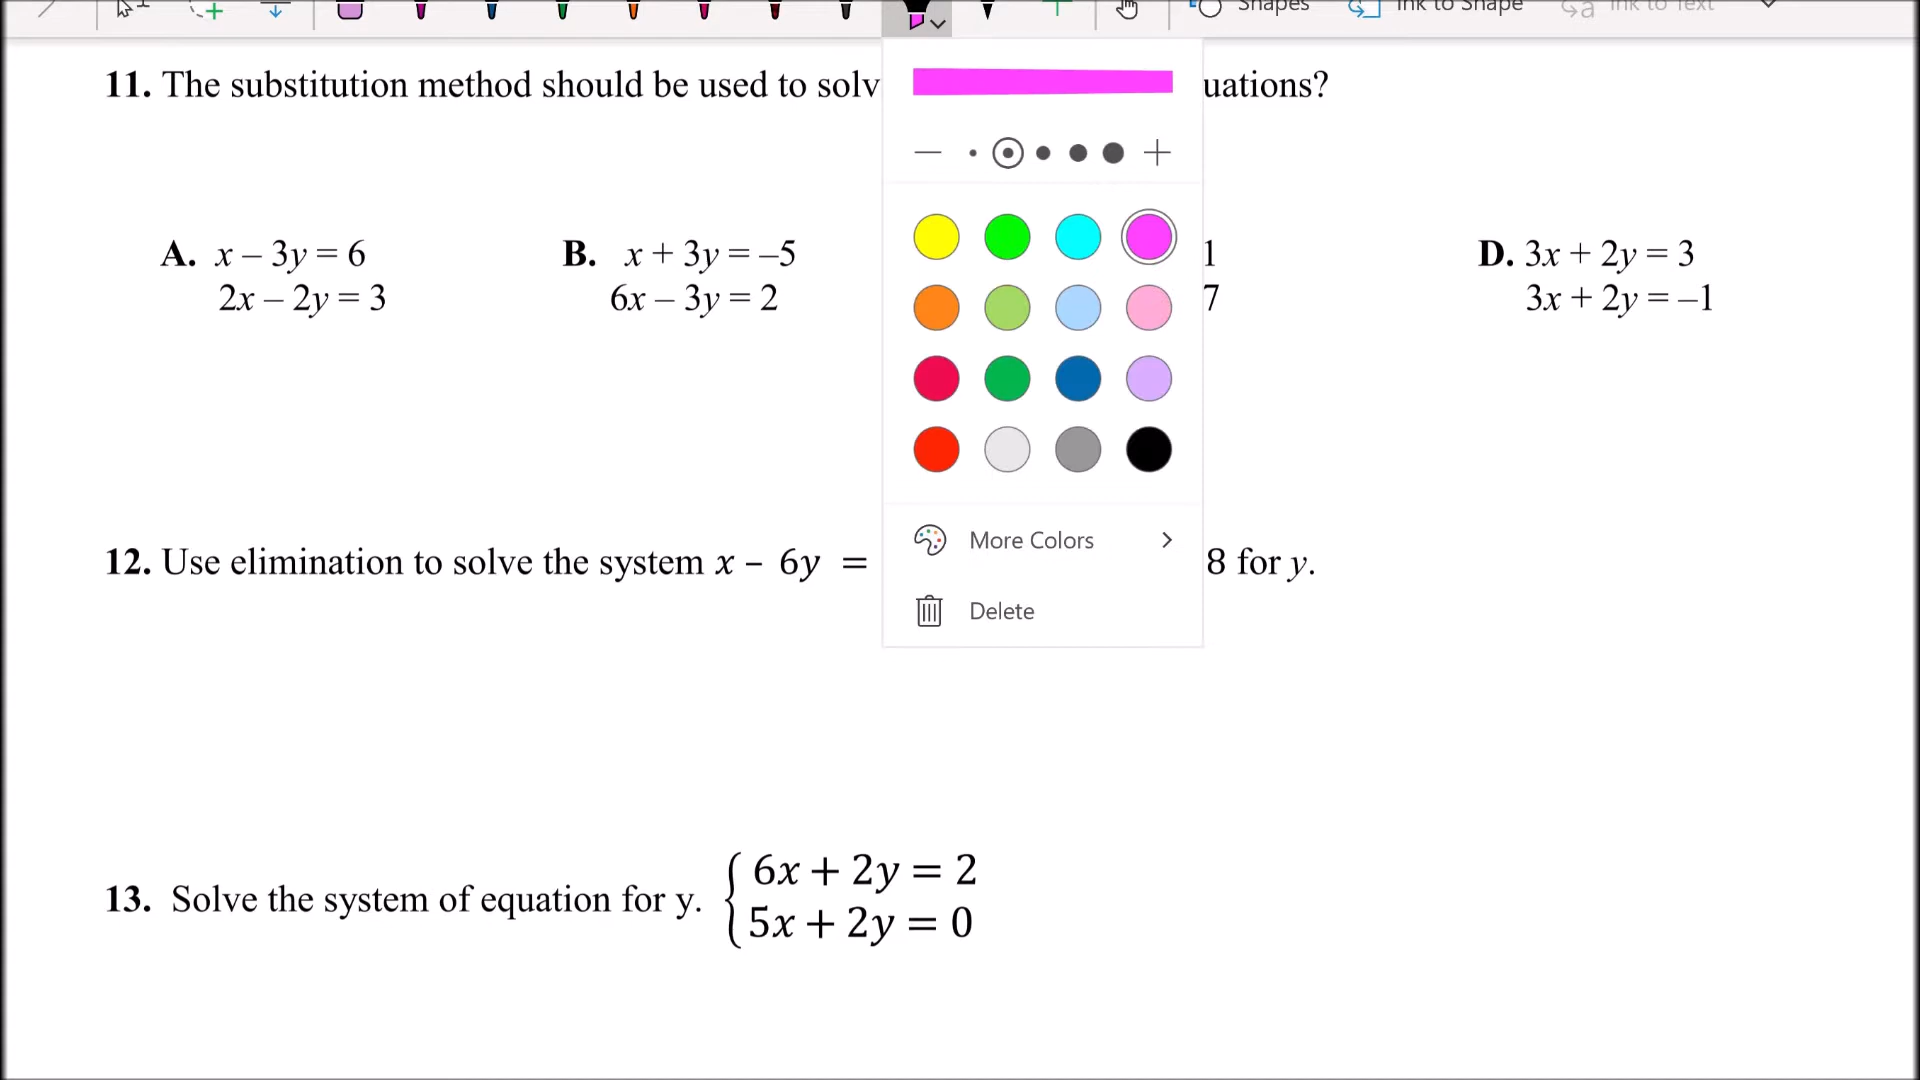 Shapes Ink to Shape Ink to Text
11. The substitution method should be used to solv uations?
A. x – 3y = 6 B. x + 3y = –5 1 D. 3x + 2y = 3
2x – 2y = 3 6x – 3y = 2 7 3x + 2y = –1
More Colors
12. Use elimination to solve the system x – 6y = 8 for y.
Delete
13. Solve the system of equation for y. { 6x + 2y = 2
5x + 2y = 0